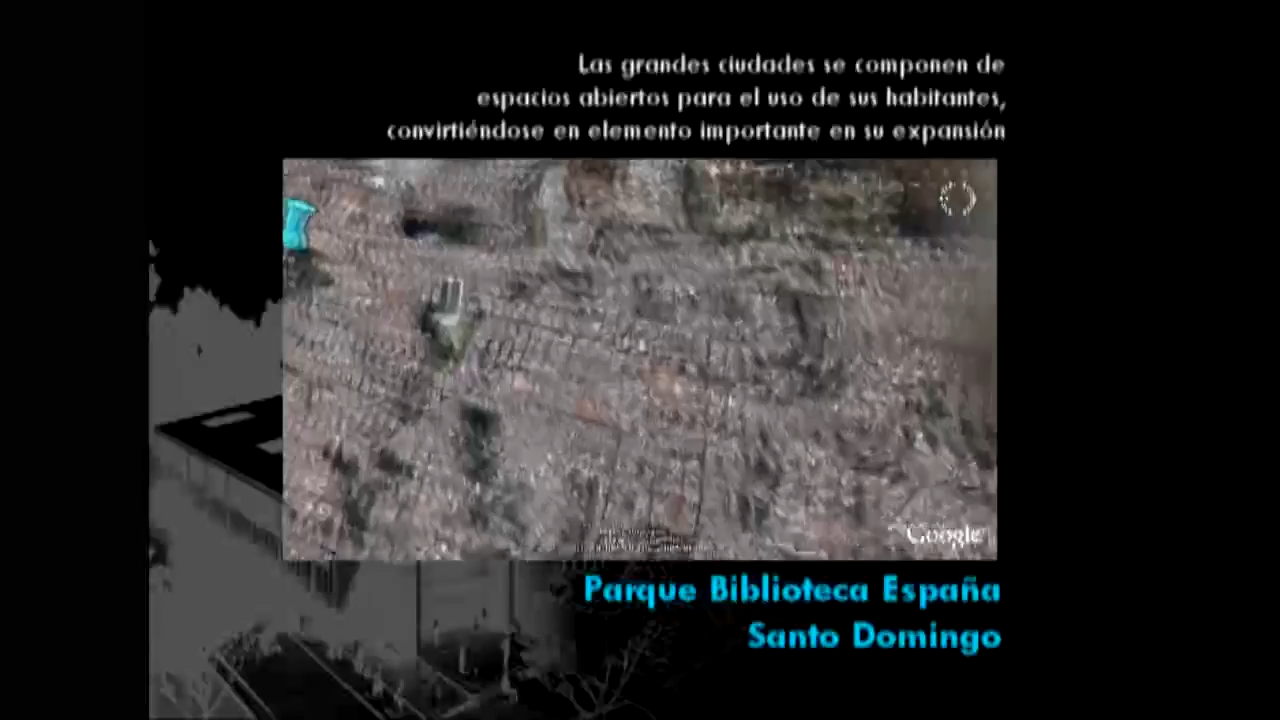 Las grandes ciudades se componen de
espacios abiertos para el uso de sus habitantes,
convirtiéndose en elemento importante en su expansión
Google
Parque Biblioteca España
Santo Domingo